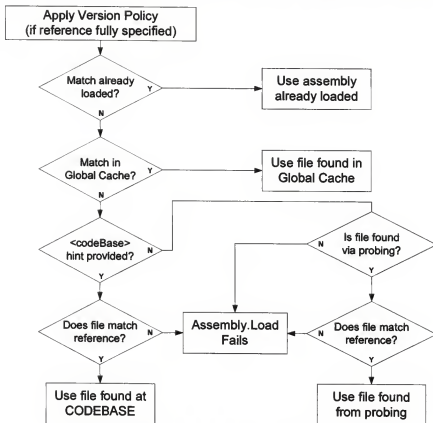 Apply Version Policy
(if reference fully specified)
Match already
loaded?
Y
N
Use assembly
already loaded
Match in
Global Cache?
Y
N
Use file found in
Global Cache
<codeBase>
hint provided?
N
Y
Is file found
via probing?
N
Y
Does file match
reference?
N
Y
Assembly.Load
Fails
Does file match
reference?
N
Y
Use file found at
CODEBASE
Use file found
from probing